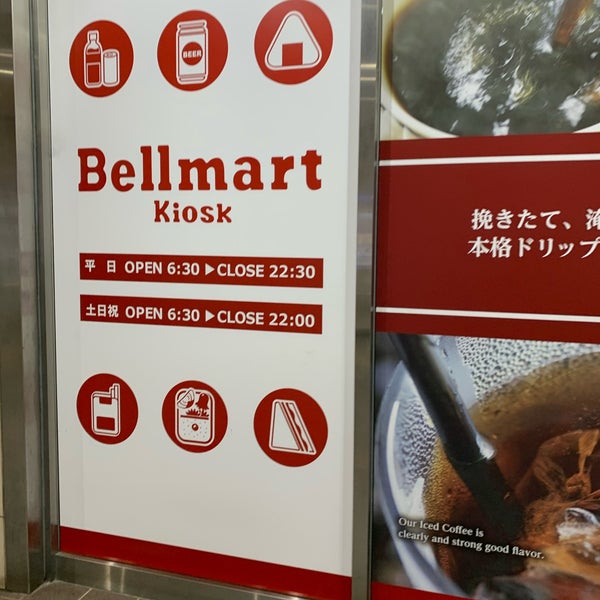 BEER
Bellmart
Kiosk
平 日 OPEN 6:30 ▶ CLOSE 22:30
土日祝 OPEN 6:30 ▶ CLOSE 22:00
挽きたて、淹
本格ドリップ
Our Iced Coffee is
clearly and strong good flavor.